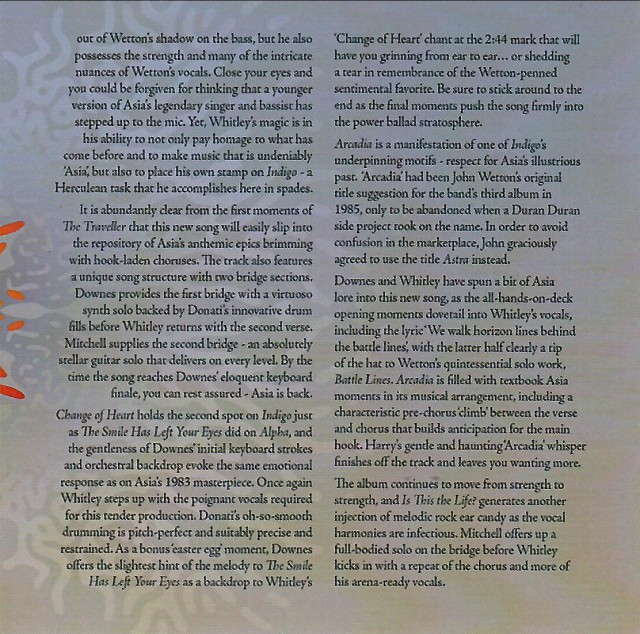 out of Wetton's shadow on the bass, but he also
possesses the strength and many of the intricate
nuances of Wetton's vocals. Close your eyes and
you could be forgiven for thinking that a younger
version of Asia's legendary singer and bassist has
stepped up to the mic. Yet, Whitley's magic is in
his ability to not only pay homage to what has
come before and to make music that is undeniably
'Asia,' but also to place his own stamp on Indigo - a
Herculean task that he accomplishes here in spades.
It is abundantly clear from the first moments of
The Traveller that this new song will easily slip into
the repository of Asia's anthemic epics brimming
with hook-laden choruses. The track also features
a unique song structure with two bridge sections.
Downes provides the first bridge with a virtuoso
synth solo backed by Donati's innovative drum
fills before Whitley returns with the second verse.
Mitchell supplies the second bridge - an absolutely
stellar guitar solo that delivers on every level. By the
time the song reaches Downes' eloquent keyboard
finale, you can rest assured - Asia is back.
Change of Heart holds the second spot on Indigo just
as The Smile Has Left Your Eyes did on Alpha, and
the gentleness of Downes' initial keyboard strokes
and orchestral backdrop evoke the same emotional
response as on Asia's 1983 masterpiece. Once again
Whitley steps up with the poignant vocals required
for this tender production. Donati's oh-so-smooth
drumming is pitch-perfect and suitably precise and
restrained. As a bonus 'easter egg' moment, Downes
offers the slightest hint of the melody to The Smile
Has Left Your Eyes as a backdrop to Whitley's
'Change of Heart' chant at the 2:44 mark that will
have you grinning from ear to ear... or shedding
a tear in remembrance of the Wetton-penned
sentimental favorite. Be sure to stick around to the
end as the final moments push the song firmly into
the power ballad stratosphere.
Arcadia is a manifestation of one of Indigo's
underpinning motifs - respect for Asia's illustrious
past. 'Arcadia' had been John Wetton's original
title suggestion for the band's third album in
1985, only to be abandoned when a Duran Duran
side project took on the name. In order to avoid
confusion in the marketplace, John graciously
agreed to use the title Astra instead.
Downes and Whitley have spun a bit of Asia
lore into this new song, as the all-hands-on-deck
opening moments dovetail into Whitley's vocals,
including the lyric 'We walk horizon lines behind
the battle lines', with the latter half clearly a tip
of the hat to Wetton's quintessential solo work,
Battle Lines. Arcadia is filled with textbook Asia
moments in its musical arrangement, including a
characteristic pre-chorus 'climb' between the verse
and chorus that builds anticipation for the main
hook. Harry's gentle and haunting 'Arcadia' whisper
finishes off the track and leaves you wanting more.
The album continues to move from strength to
strength, and Is This the Life? generates another
injection of melodic rock ear candy as the vocal
harmonies are infectious. Mitchell offers up a
full-bodied solo on the bridge before Whitley
kicks in with a repeat of the chorus and more of
his arena-ready vocals.